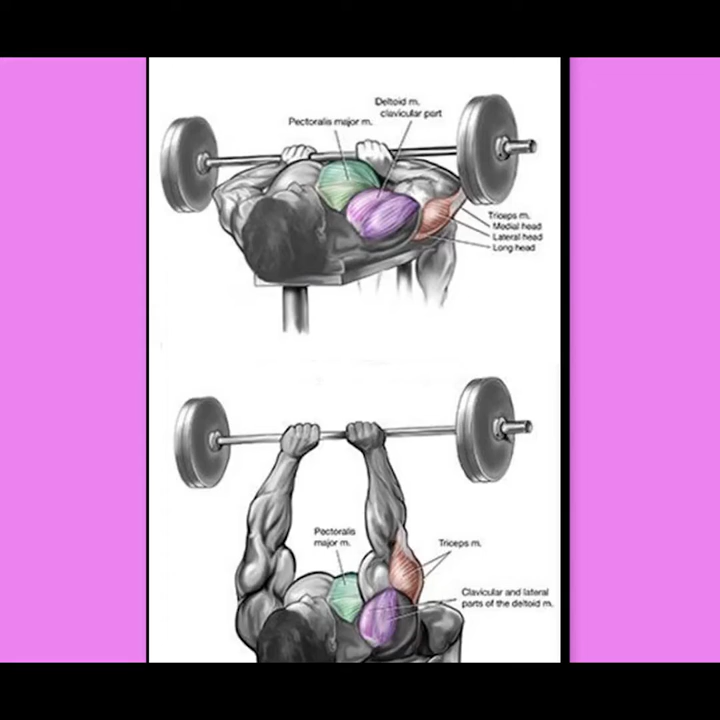 Deltoid m.
clavicular part
Pectoralis major m.
Triceps m.
Medial head
Lateral head
Long head
Pectoralis
major m.
Triceps m.
Clavicular and lateral
parts of the deltoid m.